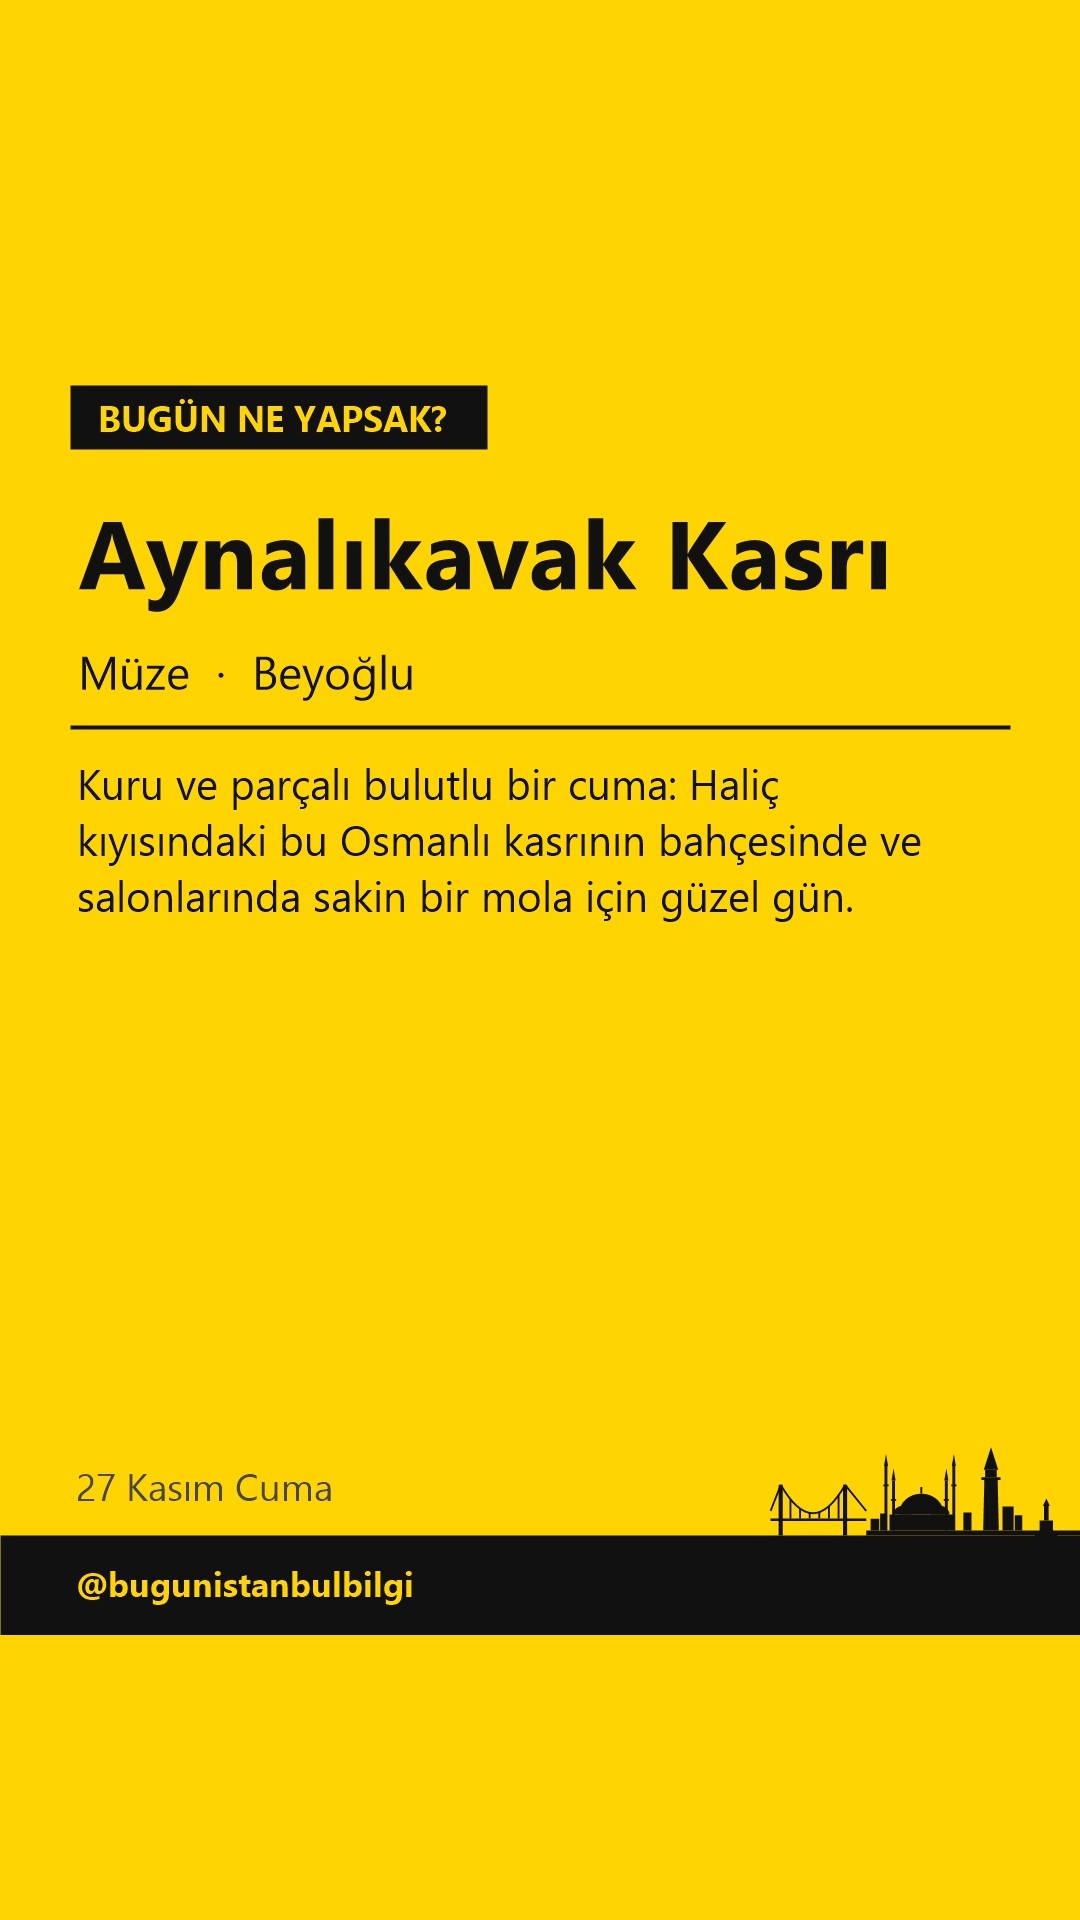 BUGÜN NE YAPSAK?
Aynalıkavak Kasrı
Müze · Beyoğlu
Kuru ve parçalı bulutlu bir cuma: Haliç
kıyısındaki bu Osmanlı kasrının bahçesinde ve
salonlarında sakin bir mola için güzel gün.
27 Kasım Cuma
@bugunistanbulbilgi